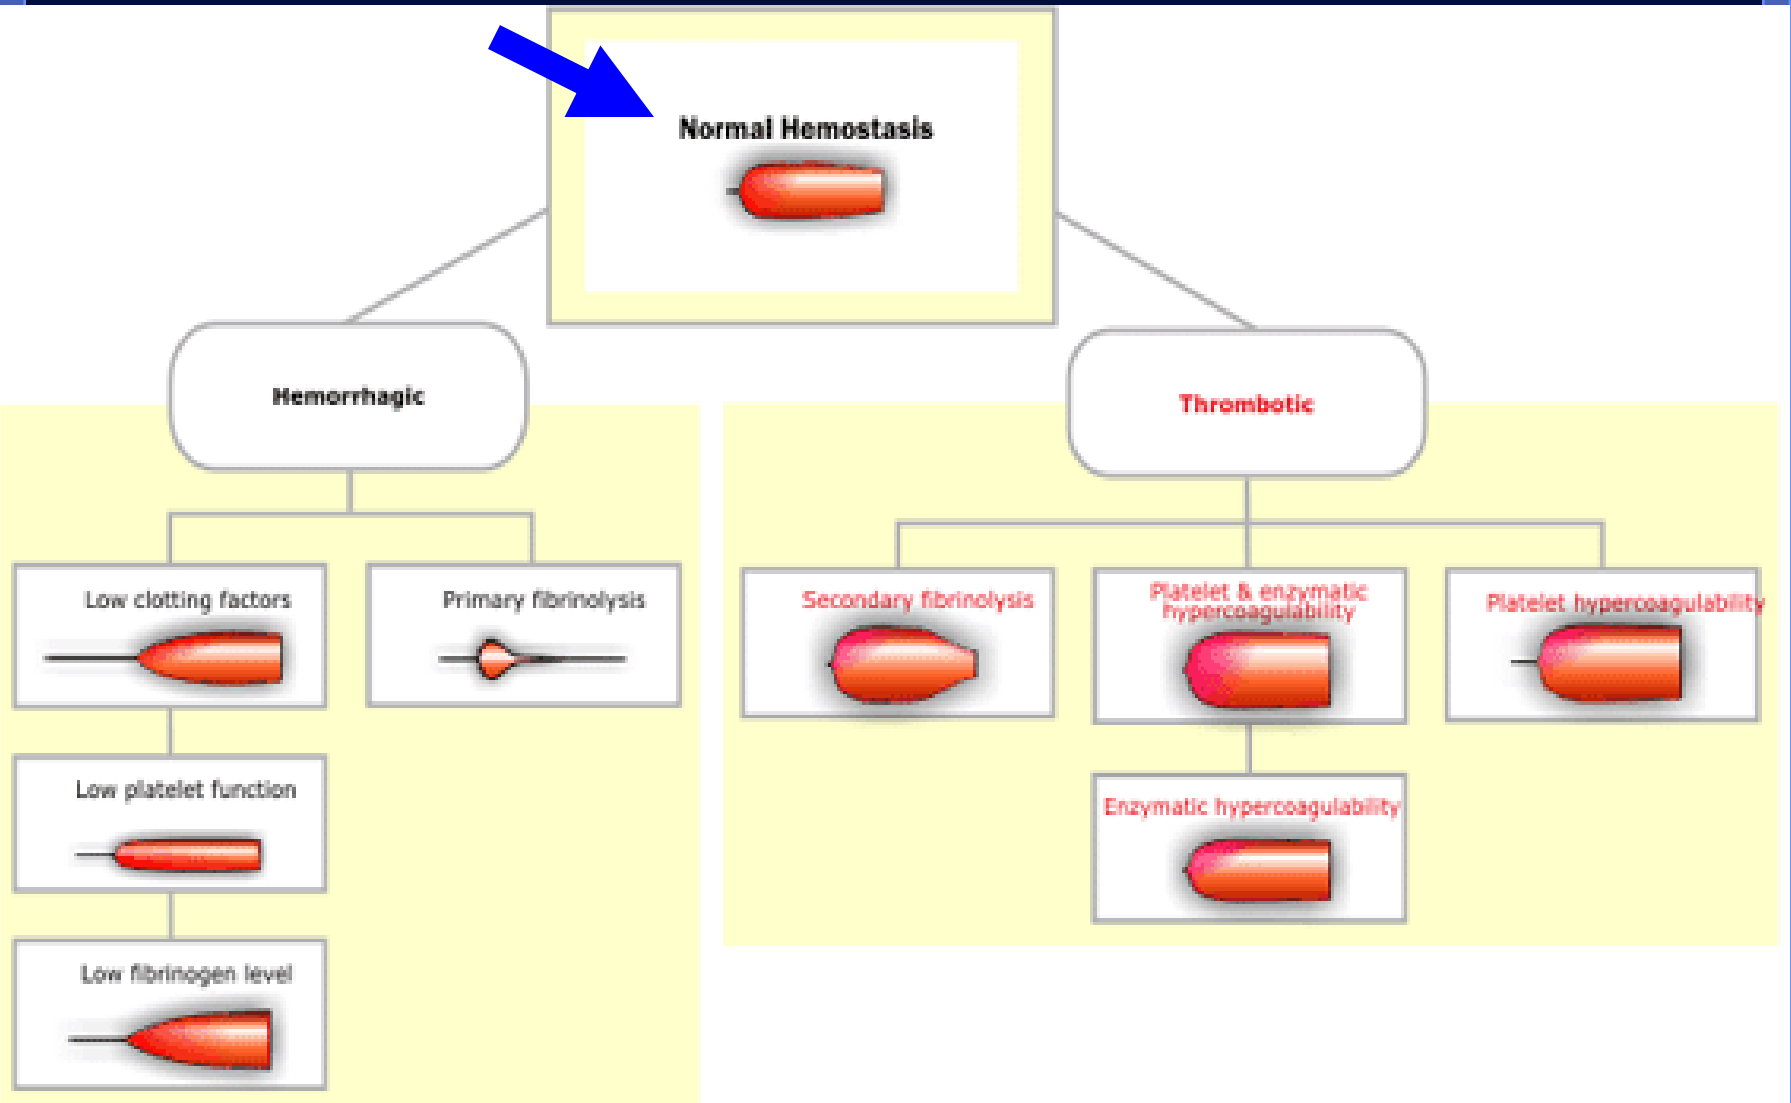 Normal Hemostasis
Hemorrhagic
Thrombotic
Low clotting factors
Primary fibrinolysis
Secondary fibrinolysis
Platelet & enzymatic
hypercoagulability
Platelet hypercoagulability
Low platelet function
Enzymatic hypercoagulability
Low fibrinogen level